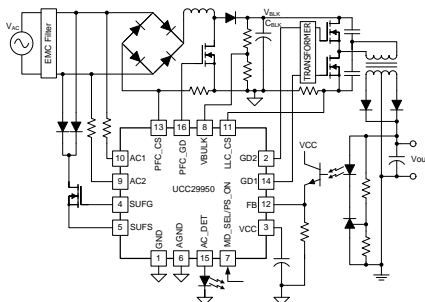 VAC
EMC Filter
VBLK
CBLK
TRANSFORMER
13
16
8
11
PFC_CS
PFC_GD
VBULK
LLC_CS
10
AC1
9
AC2
4
SUFG
5
SUFS
UCC29950
GD2
2
GD1
14
FB
12
VCC
3
GND
AGND
AC_DET
MD_SEL/PS_ON
1
6
15
7
VCC
Vout